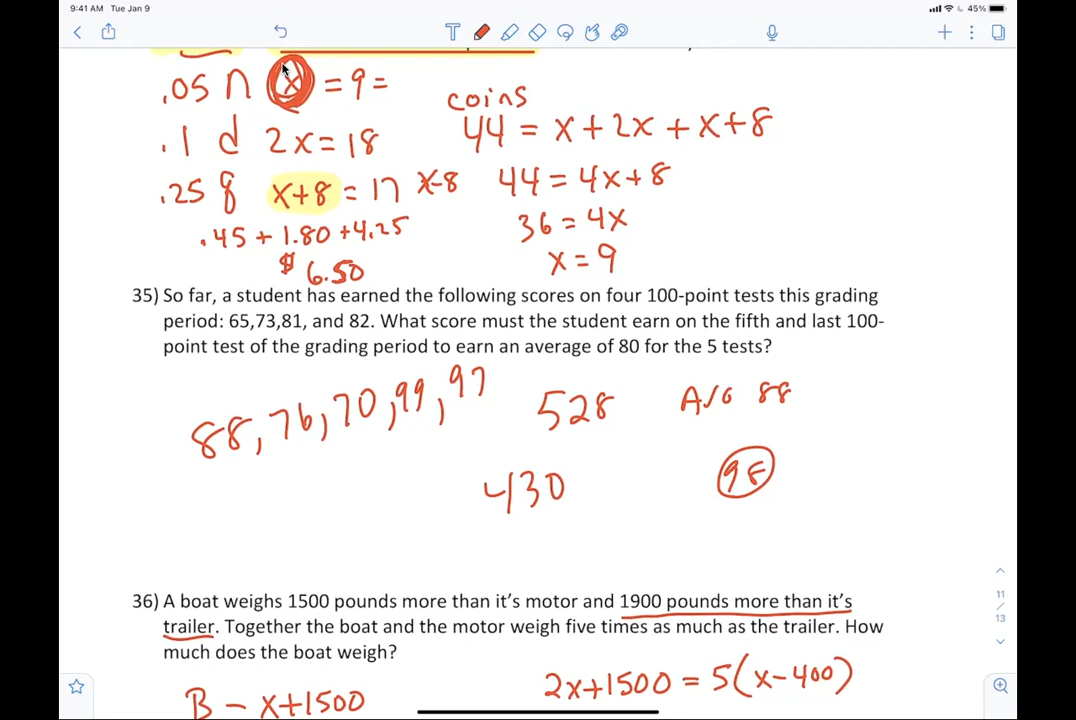 9:41 AM Tue Jan 9
45%
.05 n x = 9 =
coins
44 = x + 2x + x + 8
.1 d 2x = 18
.25 q x+8 = 17 x-8
44 = 4x + 8
.45 + 1.80 + 4.25
36 = 4x
$ 6.50
x = 9
35) So far, a student has earned the following scores on four 100-point tests this grading
period: 65,73,81, and 82. What score must the student earn on the fifth and last 100-
point test of the grading period to earn an average of 80 for the 5 tests?
88, 76, 70, 99, 97
528
AVG 88
430
98
36) A boat weighs 1500 pounds more than it's motor and 1900 pounds more than it's
trailer. Together the boat and the motor weigh five times as much as the trailer. How
much does the boat weigh?
B - x+1500
2x+1500 = 5(x-400)
11
/
13